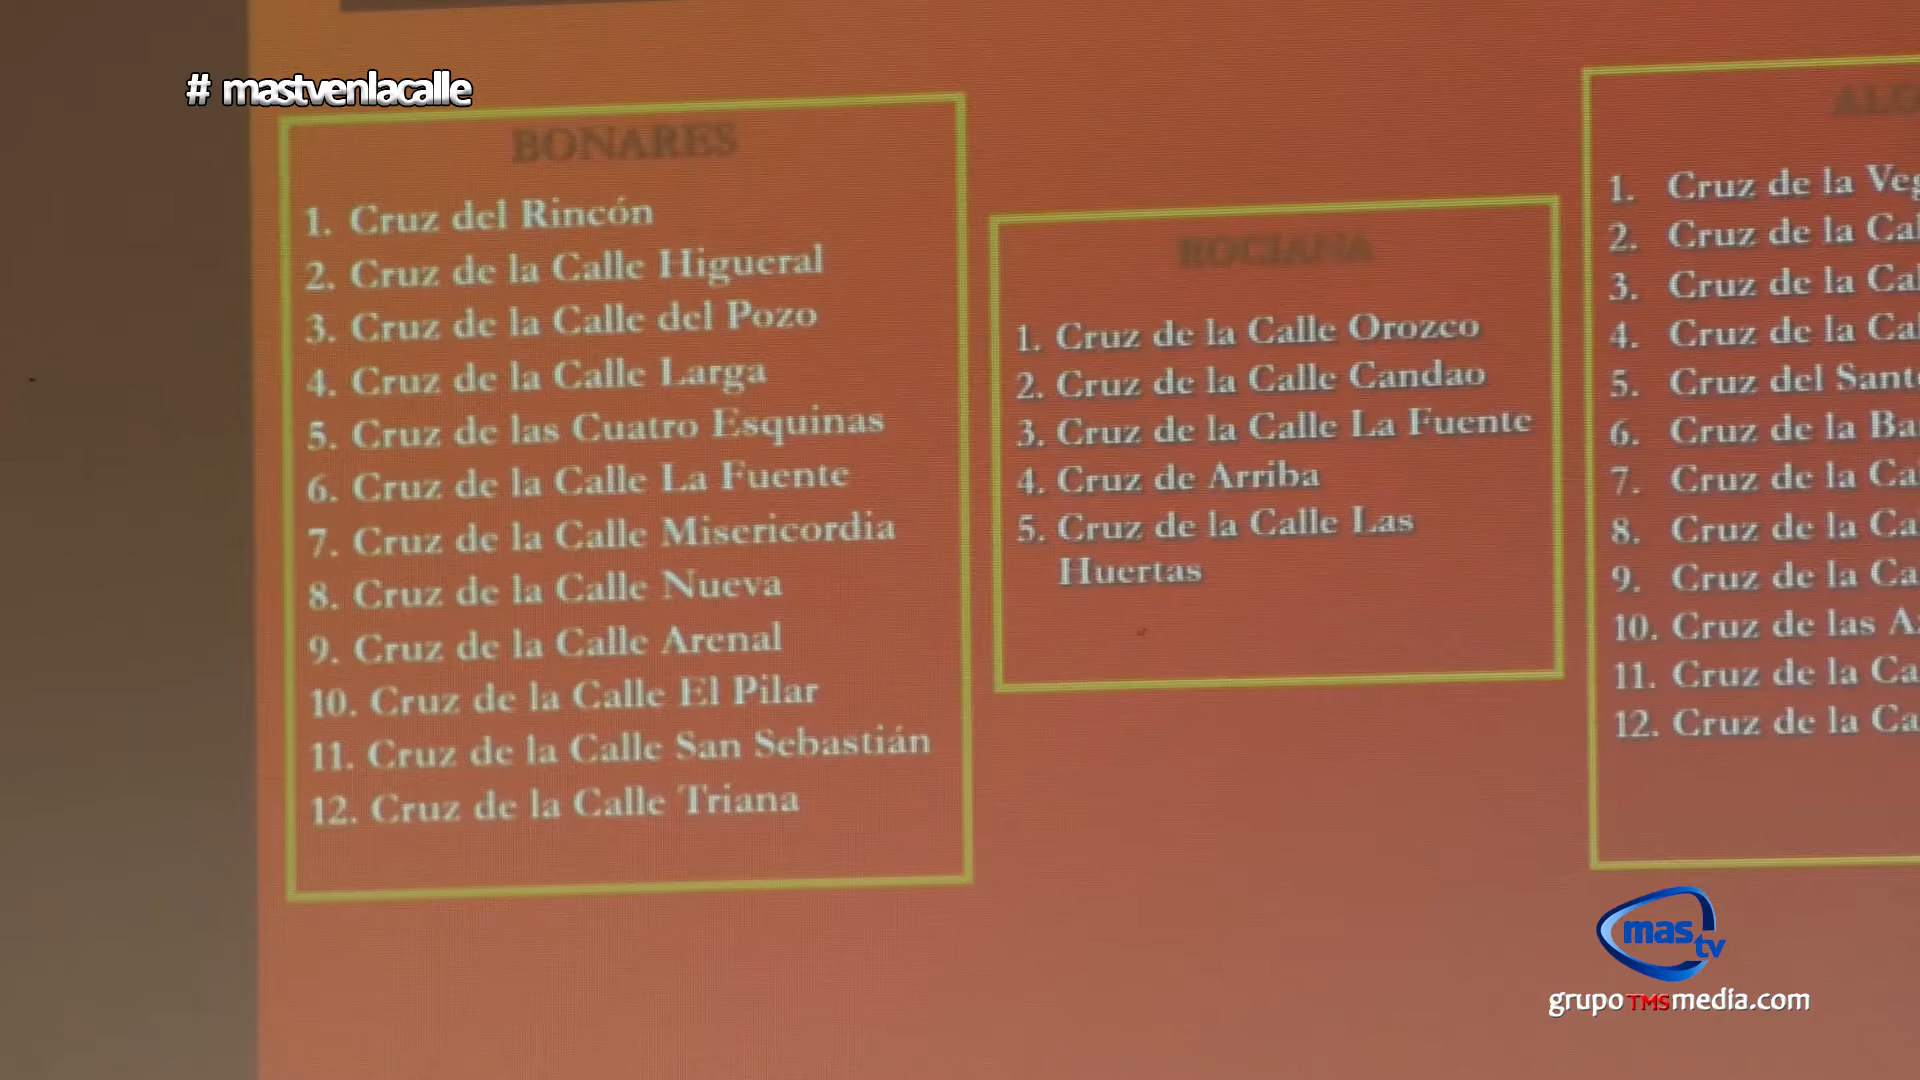 # mastvenlacalle
BONARES
1. Cruz del Rincón
2. Cruz de la Calle Higueral
3. Cruz de la Calle del Pozo
4. Cruz de la Calle Larga
5. Cruz de las Cuatro Esquinas
6. Cruz de la Calle La Fuente
7. Cruz de la Calle Misericordia
8. Cruz de la Calle Nueva
9. Cruz de la Calle Arenal
10. Cruz de la Calle El Pilar
11. Cruz de la Calle San Sebastián
12. Cruz de la Calle Triana
ROCIANA
1. Cruz de la Calle Orozco
2. Cruz de la Calle Candao
3. Cruz de la Calle La Fuente
4. Cruz de Arriba
5. Cruz de la Calle Las
Huertas
1. Cruz de la
2. Cruz de la
3. Cruz de la
4. Cruz de la
5. Cruz del
6. Cruz de la
7. Cruz de la
8. Cruz de la
9. Cruz de la
10. Cruz de las
11. Cruz de la
12. Cruz de la
mas tv
grupoTMSmedia.com